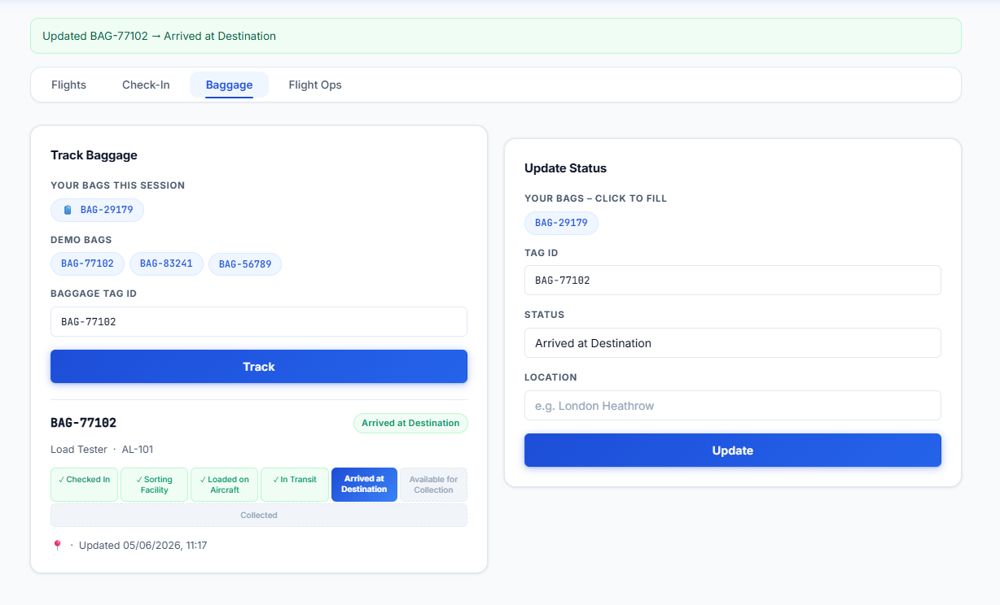 Updated BAG-77102 → Arrived at Destination
Flights
Check-In
Baggage
Flight Ops
Track Baggage
YOUR BAGS THIS SESSION
BAG-29179
DEMO BAGS
BAG-77102
BAG-83241
BAG-56789
BAGGAGE TAG ID
BAG-77102
Track
BAG-77102
Arrived at Destination
Load Tester · AL-101
✓ Checked In
✓ Sorting
Facility
✓ Loaded on
Aircraft
✓ In Transit
Arrived at
Destination
Available for
Collection
Collected
· Updated 05/06/2026, 11:17
Update Status
YOUR BAGS – CLICK TO FILL
BAG-29179
TAG ID
BAG-77102
STATUS
Arrived at Destination
LOCATION
e.g. London Heathrow
Update